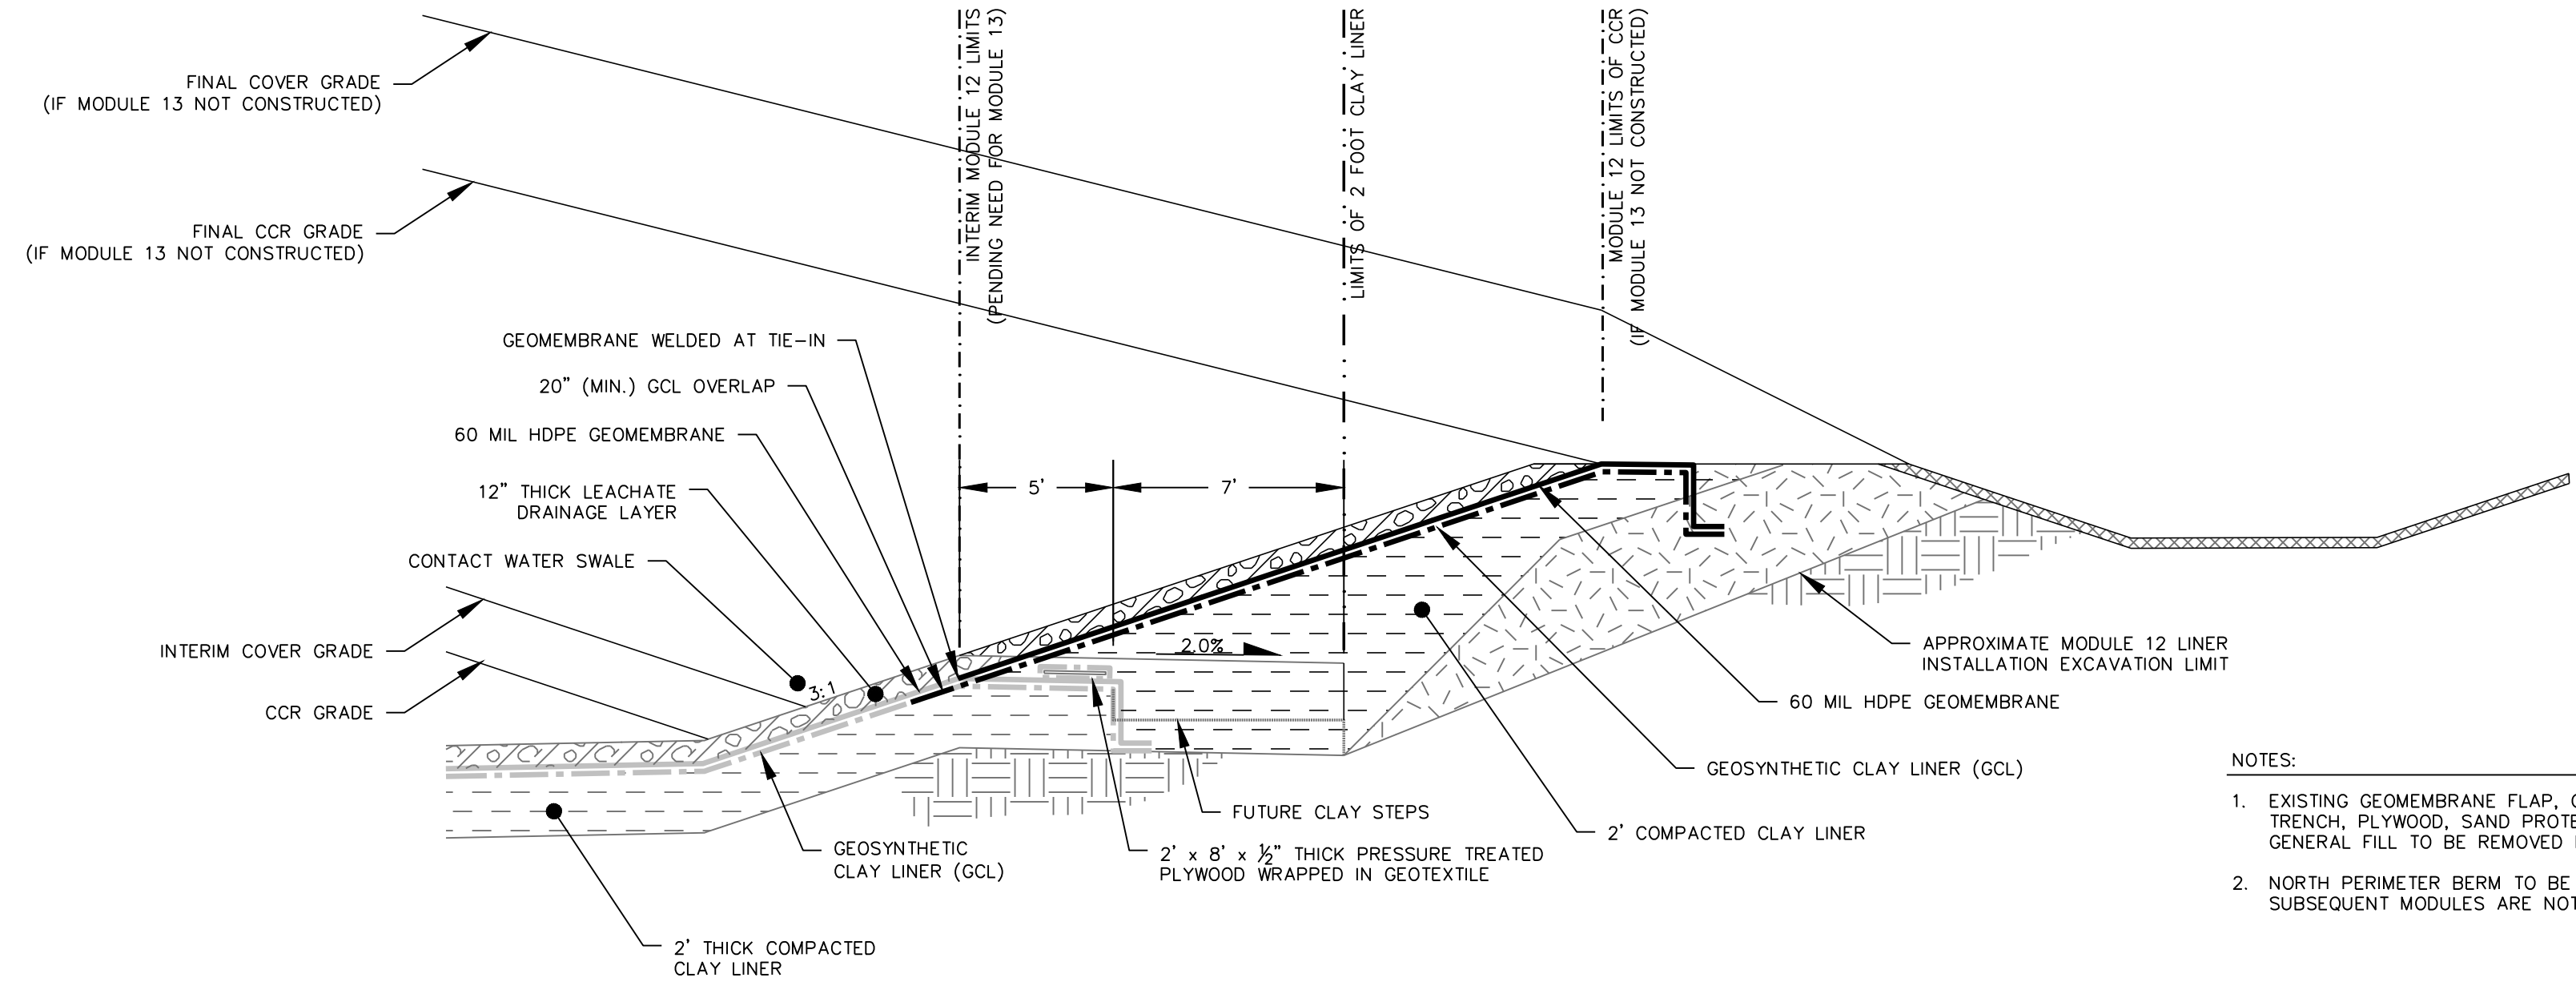 FINAL COVER GRADE
(IF MODULE 13 NOT CONSTRUCTED)
FINAL CCR GRADE
(IF MODULE 13 NOT CONSTRUCTED)
INTERIM MODULE 12 LIMITS
(PENDING NEED FOR MODULE 13)
LIMITS OF 2 FOOT CLAY LINER
MODULE 12 LIMITS OF CCR
(IF MODULE 13 NOT CONSTRUCTED)
GEOMEMBRANE WELDED AT TIE-IN
20" (MIN.) GCL OVERLAP
60 MIL HDPE GEOMEMBRANE
12" THICK LEACHATE
DRAINAGE LAYER
CONTACT WATER SWALE
INTERIM COVER GRADE
CCR GRADE
5'
7'
2.0%
3:1
APPROXIMATE MODULE 12 LINER
INSTALLATION EXCAVATION LIMIT
60 MIL HDPE GEOMEMBRANE
GEOSYNTHETIC CLAY LINER (GCL)
2' COMPACTED CLAY LINER
FUTURE CLAY STEPS
2' x 8' x ½" THICK PRESSURE TREATED
PLYWOOD WRAPPED IN GEOTEXTILE
GEOSYNTHETIC
CLAY LINER (GCL)
2' THICK COMPACTED
CLAY LINER
NOTES:
1. EXISTING GEOMEMBRANE FLAP,
TRENCH, PLYWOOD, SAND
GENERAL FILL TO BE REMOVED
2. NORTH PERIMETER BERM TO BE
SUBSEQUENT MODULES ARE